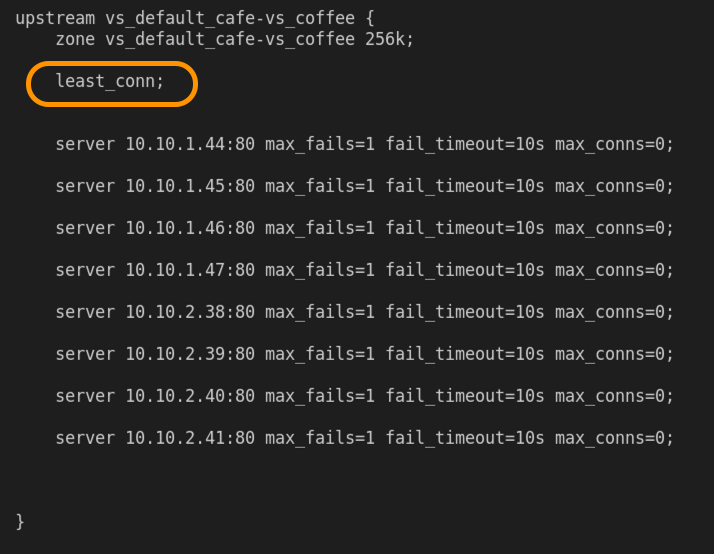 upstream vs_default_cafe-vs_coffee {
    zone vs_default_cafe-vs_coffee 256k;
    least_conn;
    server 10.10.1.44:80 max_fails=1 fail_timeout=10s max_conns=0;
    server 10.10.1.45:80 max_fails=1 fail_timeout=10s max_conns=0;
    server 10.10.1.46:80 max_fails=1 fail_timeout=10s max_conns=0;
    server 10.10.1.47:80 max_fails=1 fail_timeout=10s max_conns=0;
    server 10.10.2.38:80 max_fails=1 fail_timeout=10s max_conns=0;
    server 10.10.2.39:80 max_fails=1 fail_timeout=10s max_conns=0;
    server 10.10.2.40:80 max_fails=1 fail_timeout=10s max_conns=0;
    server 10.10.2.41:80 max_fails=1 fail_timeout=10s max_conns=0;
}